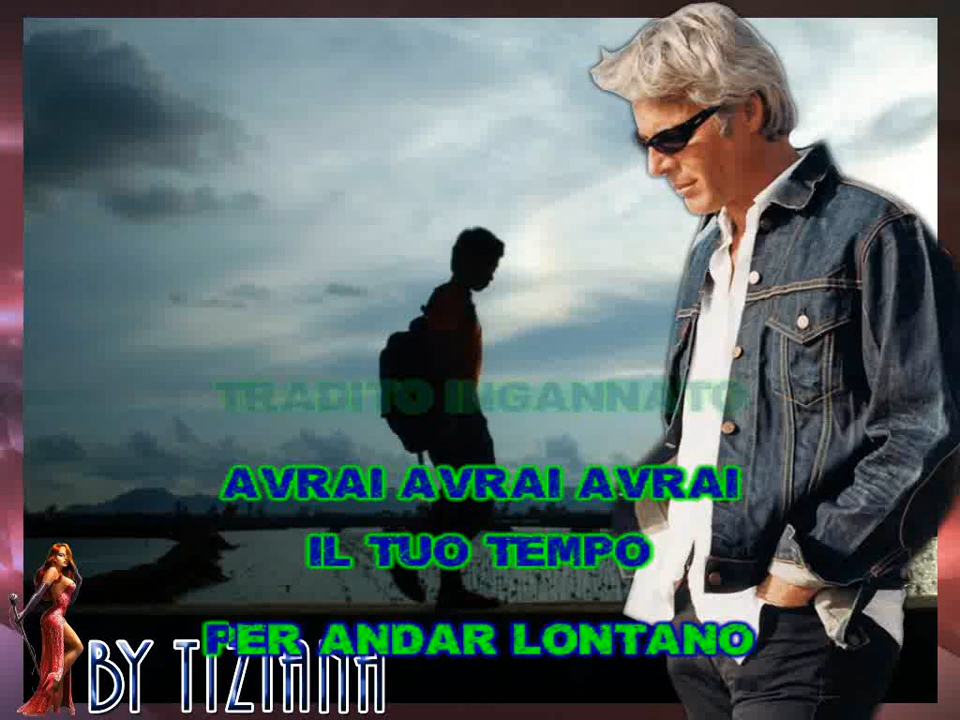 TRADITO INGANNATO
AVRAI AVRAI AVRAI
IL TUO TEMPO
PER ANDAR LONTANO
BY TIZIANA